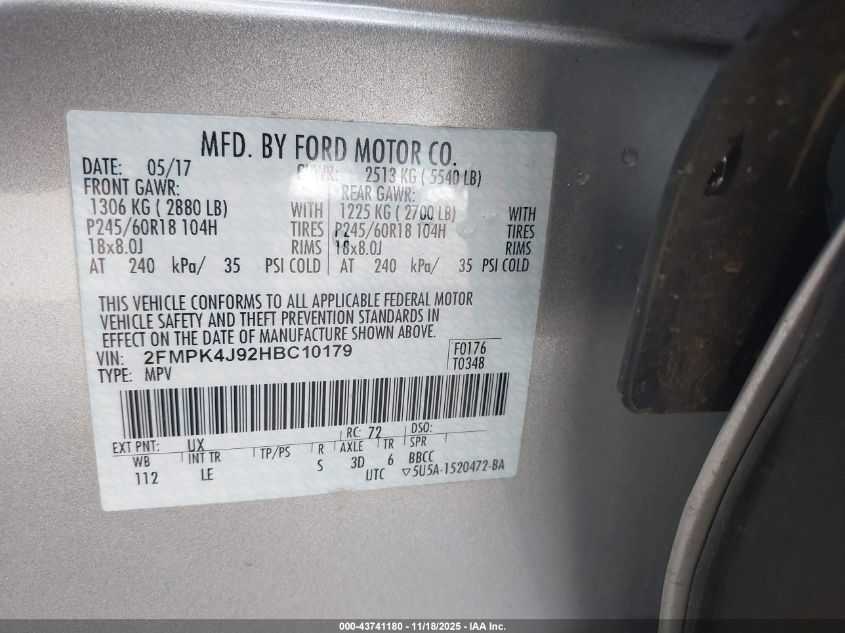 MFD. BY FORD MOTOR CO.
DATE: 05/17 GVWR: 2513 KG ( 5540 LB)
FRONT GAWR: REAR GAWR:
1306 KG ( 2880 LB) WITH 1225 KG ( 2700 LB) WITH
P245/60R18 104H TIRES P245/60R18 104H TIRES
18x8.0J RIMS 18x8.0J RIMS
AT 240 kPa/ 35 PSI COLD AT 240 kPa/ 35 PSI COLD
THIS VEHICLE CONFORMS TO ALL APPLICABLE FEDERAL MOTOR
VEHICLE SAFETY AND THEFT PREVENTION STANDARDS IN
EFFECT ON THE DATE OF MANUFACTURE SHOWN ABOVE.
VIN: 2FMPK4J92HBC10179 F0176
TYPE: MPV T0348
EXT PNT: UX RC: 72 DSO:
WB INT TR TP/PS R AXLE TR SPR
112 LE S 3D 6 BBCC
UTC ▽5U5A-1520472-BA
000-43741180 - 11/18/2025 - IAA Inc.